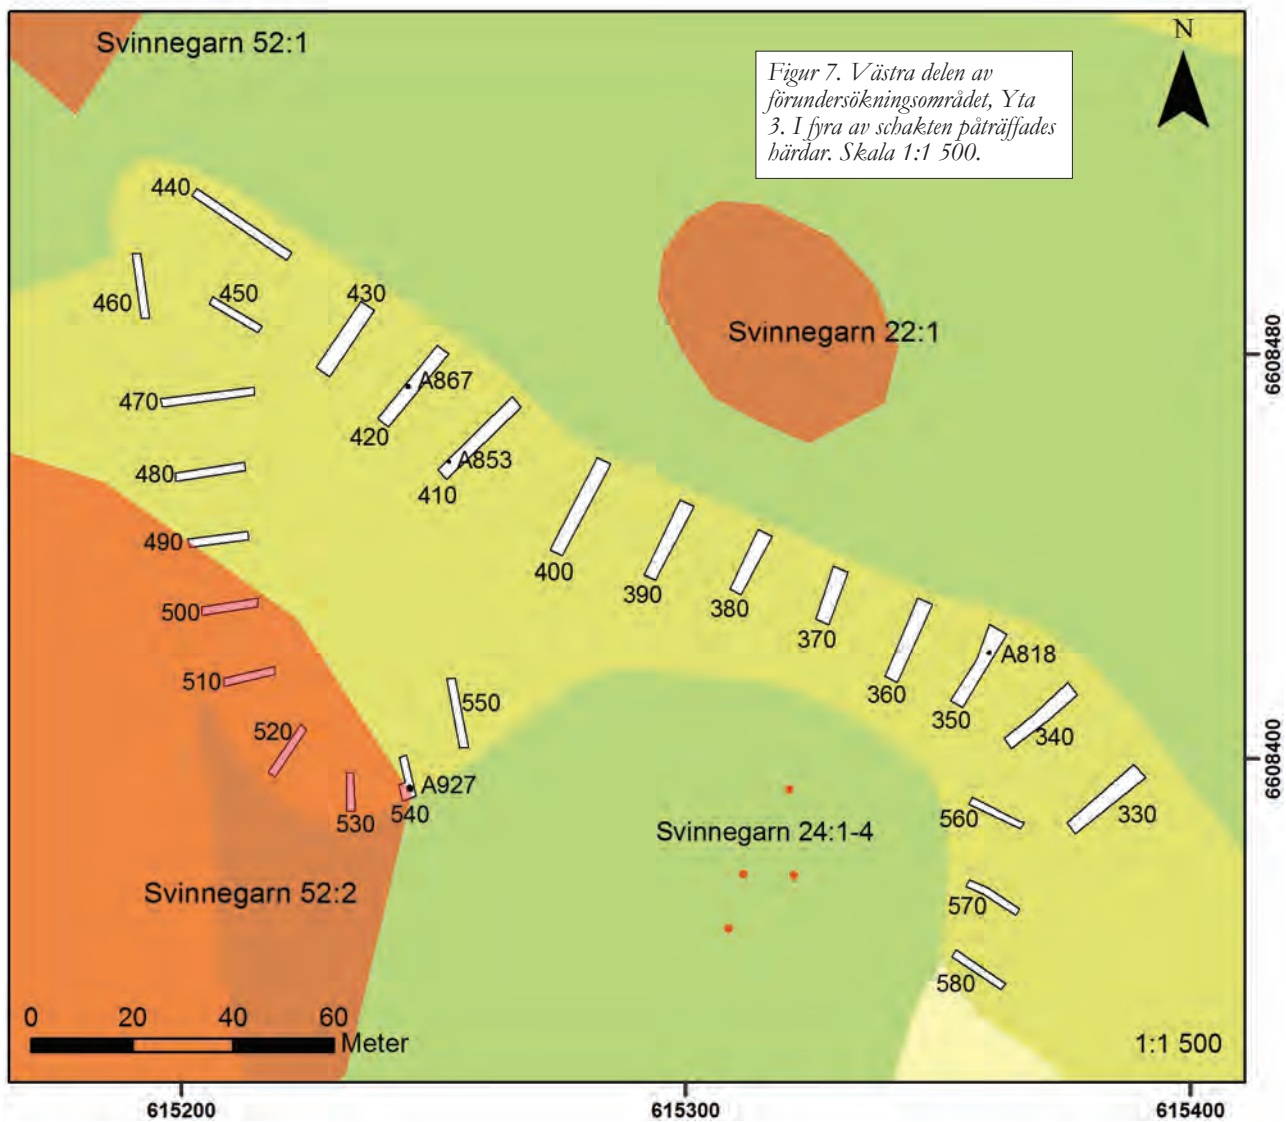 Svinnegarn 52:1
N
Figur 7. Västra delen av
förundersökningsområdet, Yta
3. I fyra av schakten påträffades
härdar. Skala 1:1 500.
440
460
450
430
Svinnegarn 22:1
6608480
A867
470
420
A853
480
410
490
400
390
380
500
370
A818
510
360
550
350
520
340
6608400
A927
530
540
560
330
Svinnegarn 24:1-4
Svinnegarn 52:2
570
580
0 20 40 60
Meter
1:1 500
615200 615300 615400